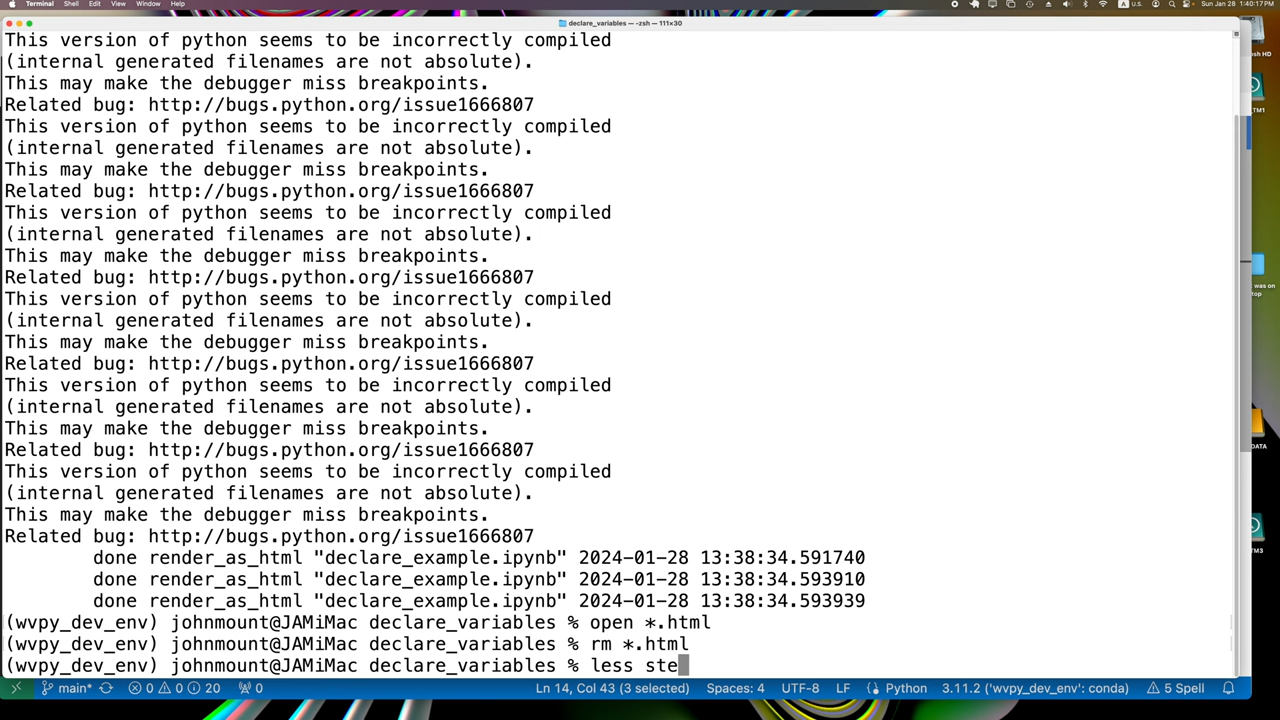 Terminal Shell Edit View Window Help
Sun Jan 28 1:40:17 PM
declare_variables — -zsh — 111×30
This version of python seems to be incorrectly compiled
(internal generated filenames are not absolute).
This may make the debugger miss breakpoints.
Related bug: http://bugs.python.org/issue1666807
This version of python seems to be incorrectly compiled
(internal generated filenames are not absolute).
This may make the debugger miss breakpoints.
Related bug: http://bugs.python.org/issue1666807
This version of python seems to be incorrectly compiled
(internal generated filenames are not absolute).
This may make the debugger miss breakpoints.
Related bug: http://bugs.python.org/issue1666807
This version of python seems to be incorrectly compiled
(internal generated filenames are not absolute).
This may make the debugger miss breakpoints.
Related bug: http://bugs.python.org/issue1666807
This version of python seems to be incorrectly compiled
(internal generated filenames are not absolute).
This may make the debugger miss breakpoints.
Related bug: http://bugs.python.org/issue1666807
This version of python seems to be incorrectly compiled
(internal generated filenames are not absolute).
This may make the debugger miss breakpoints.
Related bug: http://bugs.python.org/issue1666807
done render_as_html "declare_example.ipynb" 2024-01-28 13:38:34.591740
done render_as_html "declare_example.ipynb" 2024-01-28 13:38:34.593910
done render_as_html "declare_example.ipynb" 2024-01-28 13:38:34.593939
(wvpy_dev_env) johnmount@JAMiMac declare_variables % open *.html
(wvpy_dev_env) johnmount@JAMiMac declare_variables % rm *.html
(wvpy_dev_env) johnmount@JAMiMac declare_variables % less ste
main* 0 0 20 0 Ln 14, Col 43 (3 selected) Spaces: 4 UTF-8 LF Python 3.11.2 ('wvpy_dev_env': conda) 5 Spell